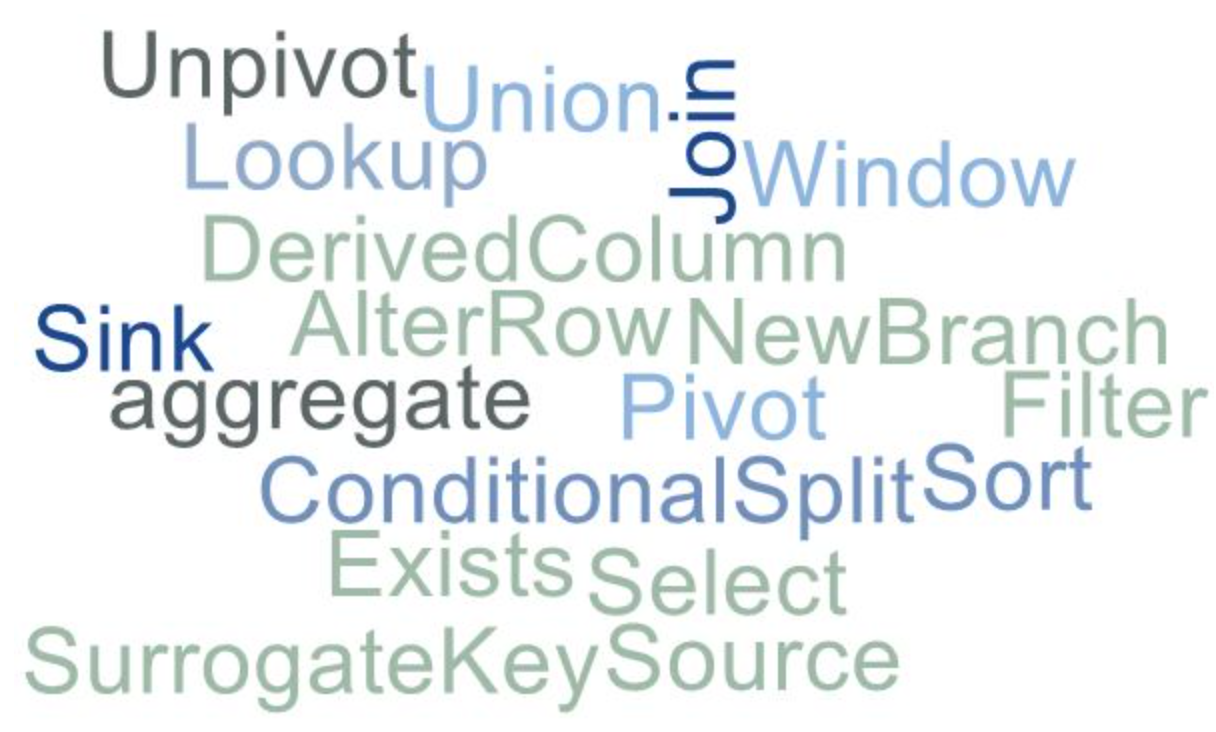 Unpivot
Union
Join
Lookup
Window
DerivedColumn
AlterRow
NewBranch
Sink
aggregate
Pivot
Filter
ConditionalSplit
Sort
Exists
Select
SurrogateKey
Source